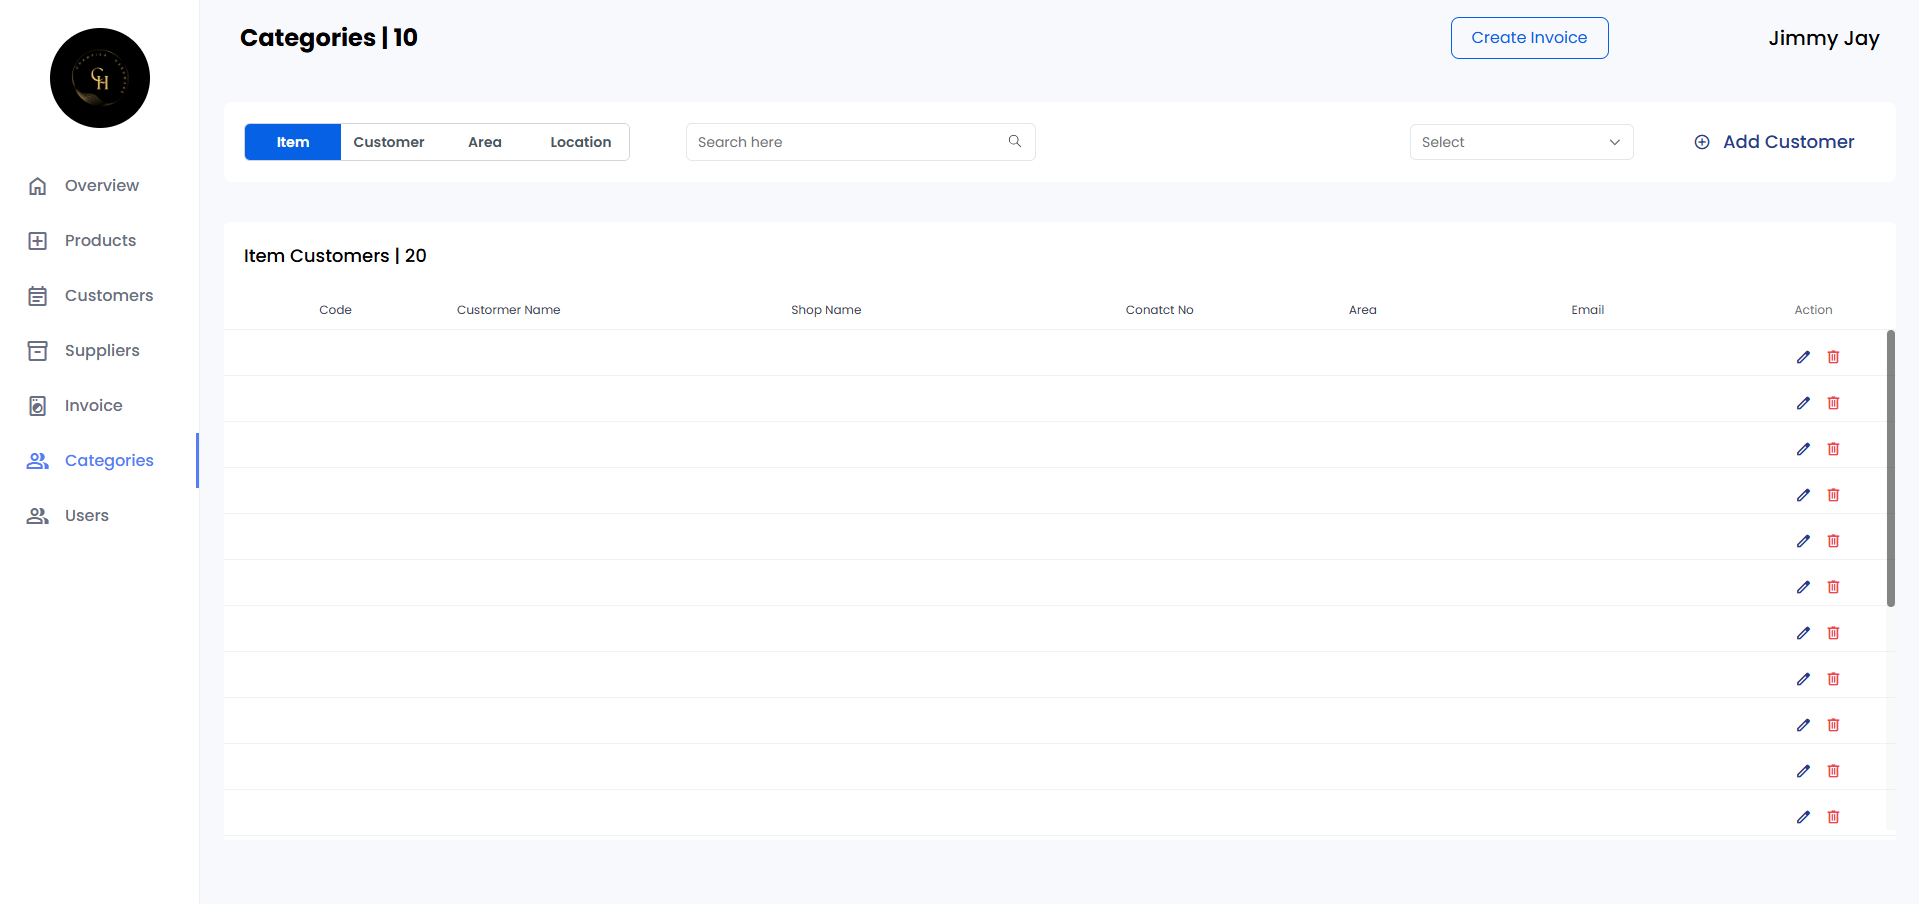 Categories | 10
Create Invoice
Jimmy Jay
GH
Item
Customer
Area
Location
Search here
Select
Add Customer
Overview
Products
Customers
Suppliers
Invoice
Categories
Users
Item Customers | 20
Code
Custormer Name
Shop Name
Conatct No
Area
Email
Action